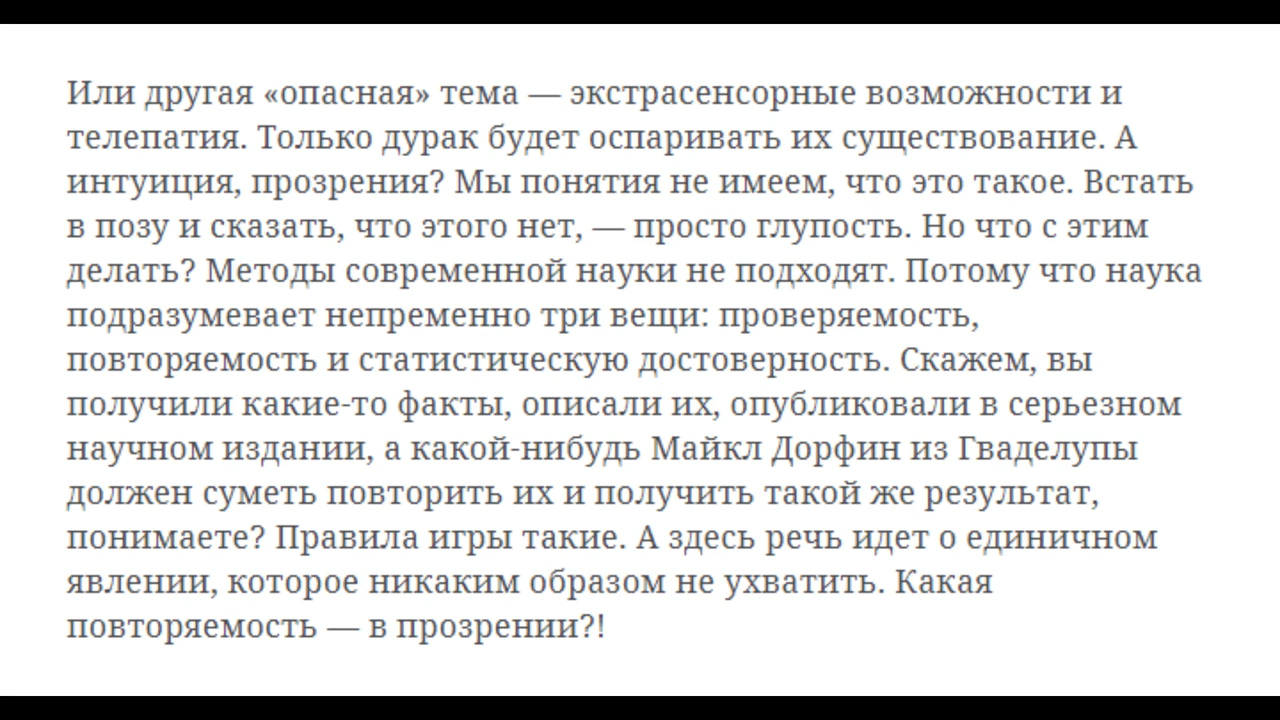 Или другая «опасная» тема — экстрасенсорные возможности и
телепатия. Только дурак будет оспаривать их существование. А
интуиция, прозрения? Мы понятия не имеем, что это такое. Встать
в позу и сказать, что этого нет, — просто глупость. Но что с этим
делать? Методы современной науки не подходят. Потому что наука
подразумевает непременно три вещи: проверяемость,
повторяемость и статистическую достоверность. Скажем, вы
получили какие-то факты, описали их, опубликовали в серьезном
научном издании, а какой-нибудь Майкл Дорфин из Гваделупы
должен суметь повторить их и получить такой же результат,
понимаете? Правила игры такие. А здесь речь идет о единичном
явлении, которое никаким образом не ухватить. Какая
повторяемость — в прозрении?!